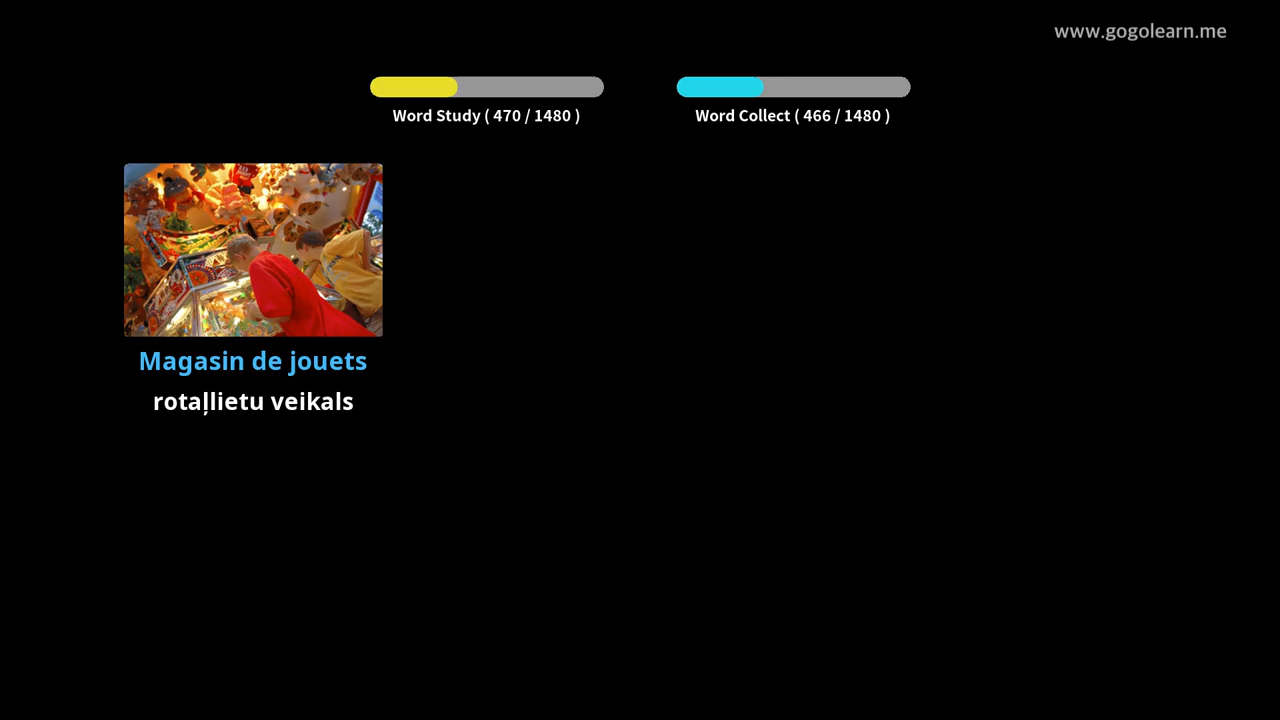 www.gogolearn.me
Word Study ( 470 / 1480 )
Word Collect ( 466 / 1480 )
Magasin de jouets
rotaļlietu veikals